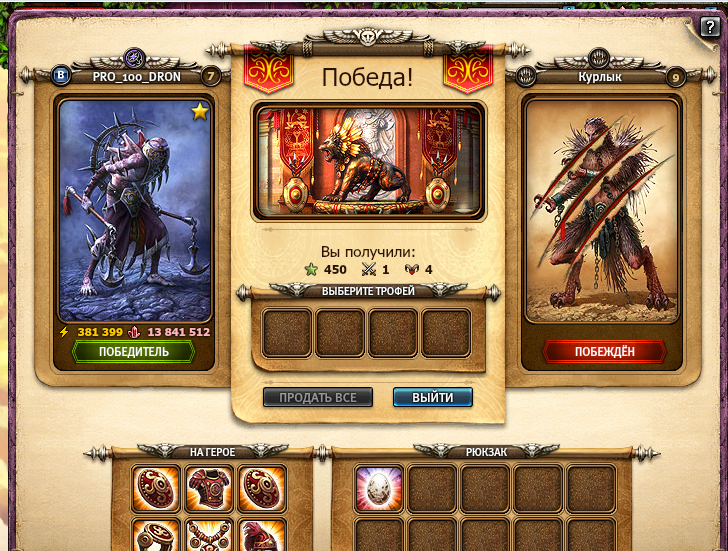 ?
B PRO_100_DRON 7
Победа!
Курлык 9
Вы получили:
450 1 4
ВЫБЕРИТЕ ТРОФЕЙ
381 399 13 841 512
ПОБЕДИТЕЛЬ
ПОБЕЖДЁН
ПРОДАТЬ ВСЕ ВЫЙТИ
НА ГЕРОЕ
РЮКЗАК